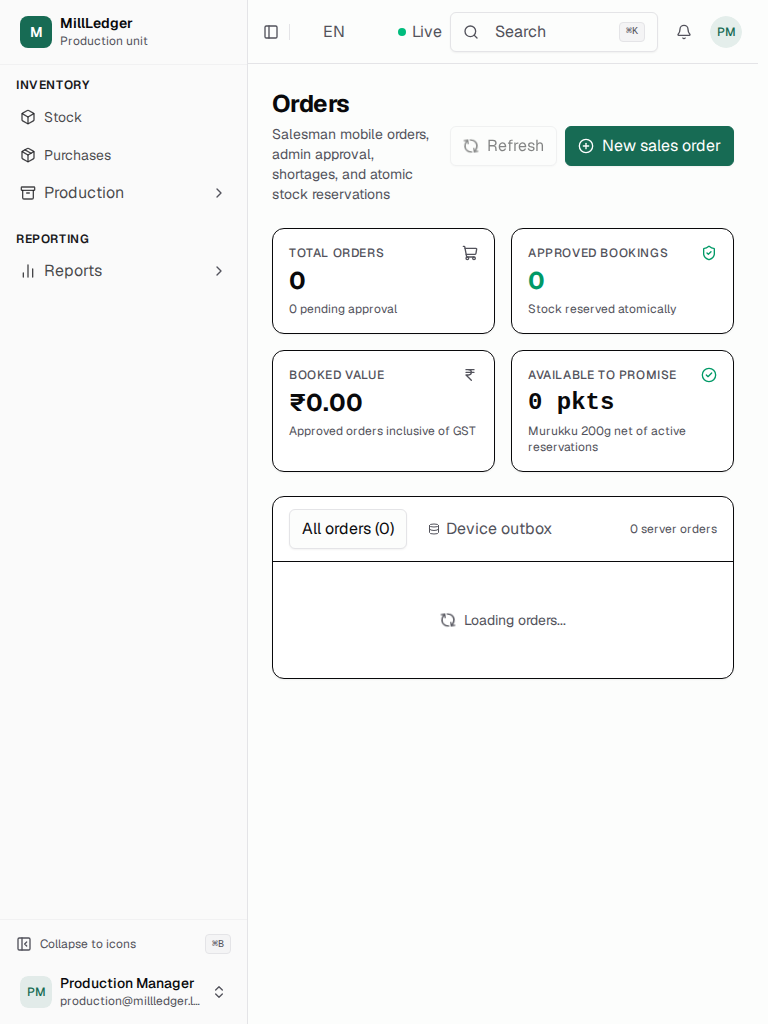 M
MillLedger
Production unit
EN
Live
Search
⌘K
PM
INVENTORY
Stock
Purchases
Production
REPORTING
Reports
Orders
Salesman mobile orders,
admin approval,
shortages, and atomic
stock reservations
Refresh
New sales order
TOTAL ORDERS
0
0 pending approval
APPROVED BOOKINGS
0
Stock reserved atomically
BOOKED VALUE
₹0.00
Approved orders inclusive of GST
AVAILABLE TO PROMISE
0 pkts
Murukku 200g net of active
reservations
All orders (0)
Device outbox
0 server orders
Loading orders...
Collapse to icons
⌘B
PM
Production Manager
production@millledger.l...